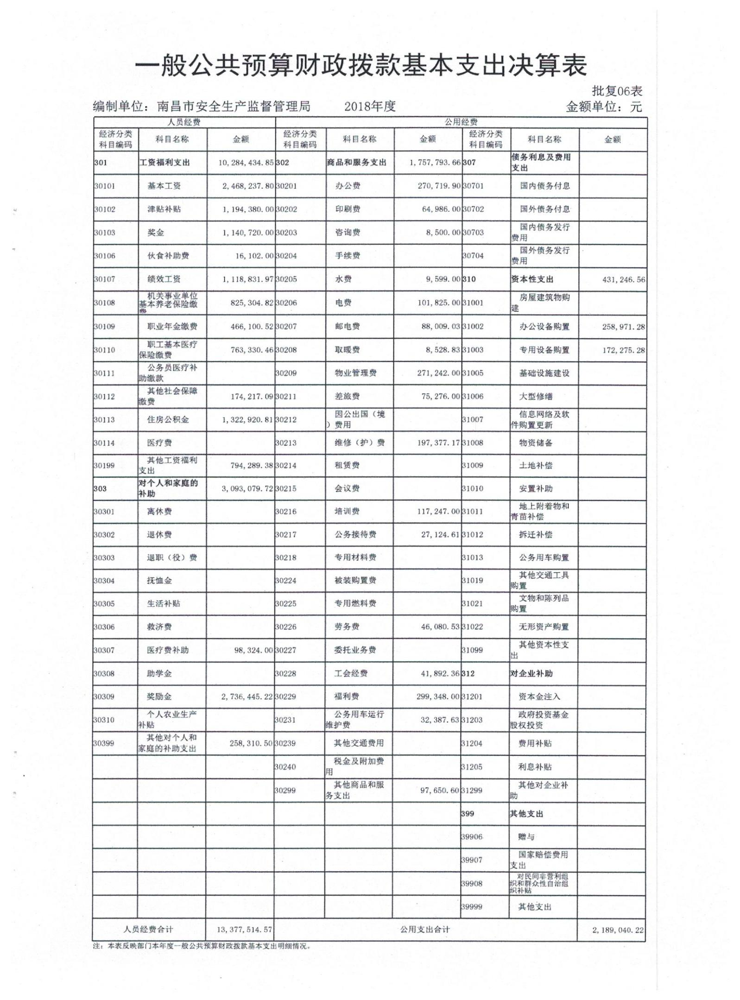 一般公共预算财政拨款基本支出决算表
批复06表
编制单位：南昌市安全生产监督管理局 2018年度 金额单位：元
人员经费 公用经费
经济分类科目编码 科目名称 金额 经济分类科目编码 科目名称 金额 经济分类科目编码 科目名称 金额
301 工资福利支出 10,284,434.85 302 商品和服务支出 1,757,793.66 307 债务利息及费用支出
30101 基本工资 2,468,237.80 30201 办公费 270,719.90 30701 国内债务付息
30102 津贴补贴 1,194,380.00 30202 印刷费 64,986.00 30702 国外债务付息
30103 奖金 1,140,720.00 30203 咨询费 8,500.00 30703 国内债务发行费用
30106 伙食补助费 16,102.00 30204 手续费 30704 国外债务发行费用
30107 绩效工资 1,118,831.97 30205 水费 9,599.00 310 资本性支出 431,246.56
30108 机关事业单位基本养老保险缴费 825,304.82 30206 电费 101,825.00 31001 房屋建筑物购建
30109 职业年金缴费 466,100.52 30207 邮电费 88,009.03 31002 办公设备购置 258,971.28
30110 职工基本医疗保险缴费 763,330.46 30208 取暖费 8,528.83 31003 专用设备购置 172,275.28
30111 公务员医疗补助缴款 30209 物业管理费 271,242.00 31005 基础设施建设
30112 其他社会保障缴费 174,217.09 30211 差旅费 75,276.00 31006 大型修缮
30113 住房公积金 1,322,920.81 30212 因公出国（境）费用 31007 信息网络及软件购置更新
30114 医疗费 30213 维修（护）费 197,377.17 31008 物资储备
30199 其他工资福利支出 794,289.38 30214 租赁费 31009 土地补偿
303 对个人和家庭的补助 3,093,079.72 30215 会议费 31010 安置补助
30301 离休费 30216 培训费 117,247.00 31011 地上附着物和青苗补偿
30302 退休费 30217 公务接待费 27,124.61 31012 拆迁补偿
30303 退职（役）费 30218 专用材料费 31013 公务用车购置
30304 抚恤金 30224 被装购置费 31019 其他交通工具购置
30305 生活补贴 30225 专用燃料费 31021 文物和陈列品购置
30306 救济费 30226 劳务费 46,080.53 31022 无形资产购置
30307 医疗费补助 98,324.00 30227 委托业务费 31099 其他资本性支出
30308 助学金 30228 工会经费 41,892.36 312 对企业补助
30309 奖励金 2,736,445.22 30229 福利费 299,348.00 31201 资本金注入
30310 个人农业生产补贴 30231 公务用车运行维护费 32,387.63 31203 政府投资基金股权投资
30399 其他对个人和家庭的补助支出 258,310.50 30239 其他交通费用 31204 费用补贴
30240 税金及附加费用 31205 利息补贴
30299 其他商品和服务支出 97,650.60 31299 其他对企业补助
399 其他支出
39906 赠与
39907 国家赔偿费用支出
39908 对民间非营利组织和群众性自治组织补贴
39999 其他支出
人员经费合计 13,377,514.57 公用支出合计 2,189,040.22
注：本表反映部门本年度一般公共预算财政拨款基本支出明细情况。